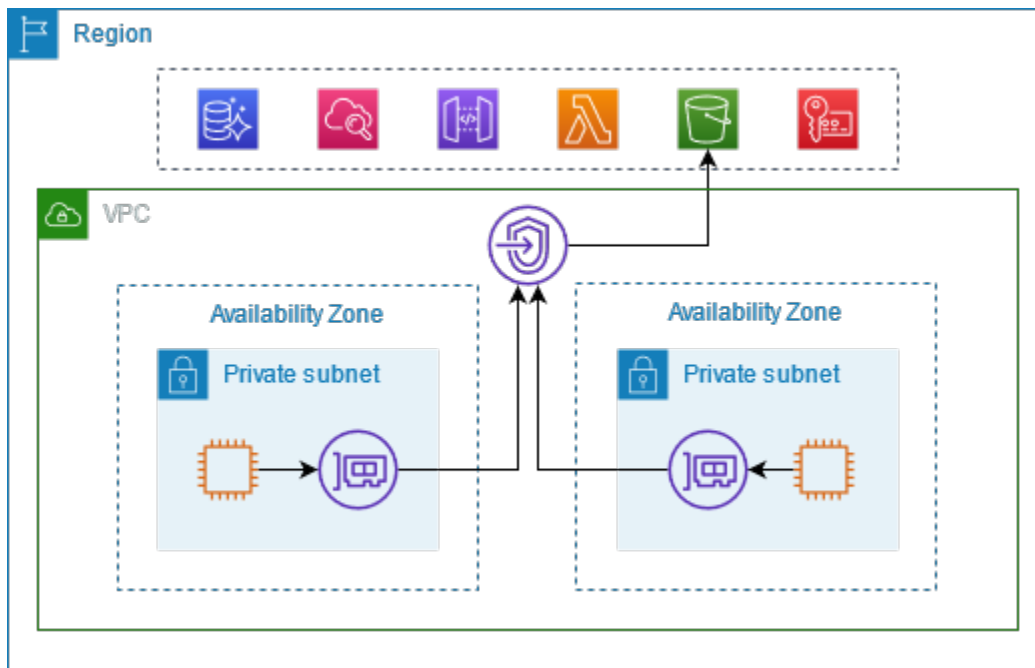 Region
VPC
Availability Zone
Availability Zone
Private subnet
Private subnet